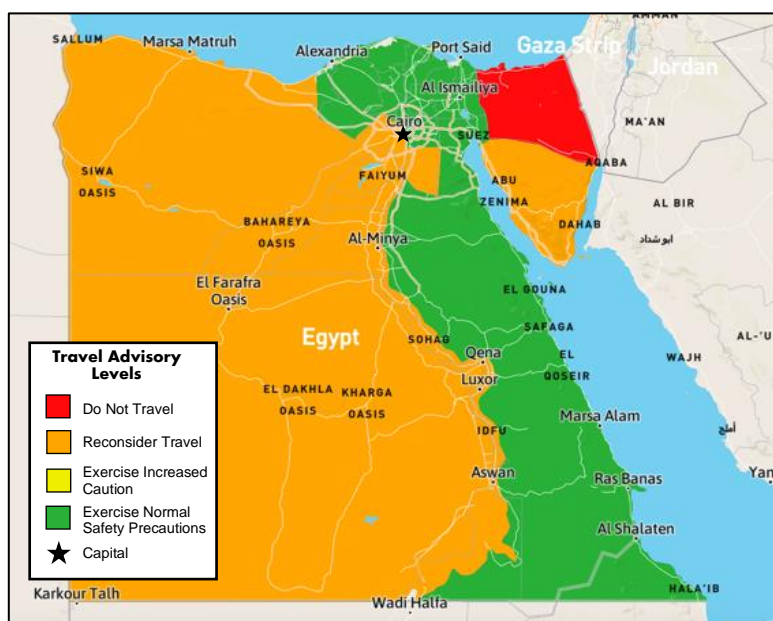 AMMAN
SALLUM
Marsa Matruh
Alexandria
Port Said
Gaza Strip
Jordan
Al Ismailiya
Cairo
SUEZ
MA'AN
AQABA
SIWA
OASIS
FAIYUM
ABU
ZENIMA
AL BIR
DAHAB
BAHAREYA
OASIS
Al-Minya
أبو شداد
El Farafra
Oasis
EL GOUNA
Egypt
SOHAG
SAFAGA
EL
QOSEIR
Qena
WAJH
AL-'U
Luxor
EL DAKHLA
OASIS
KHARGA
OASIS
IDFU
Marsa Alam
أملج
Aswan
Ras Banas
Yan
Al Shalaten
HALA'IB
Karkour Talh
Wadi Halfa
Travel Advisory
Levels
Do Not Travel
Reconsider Travel
Exercise Increased
Caution
Exercise Normal
Safety Precautions
Capital